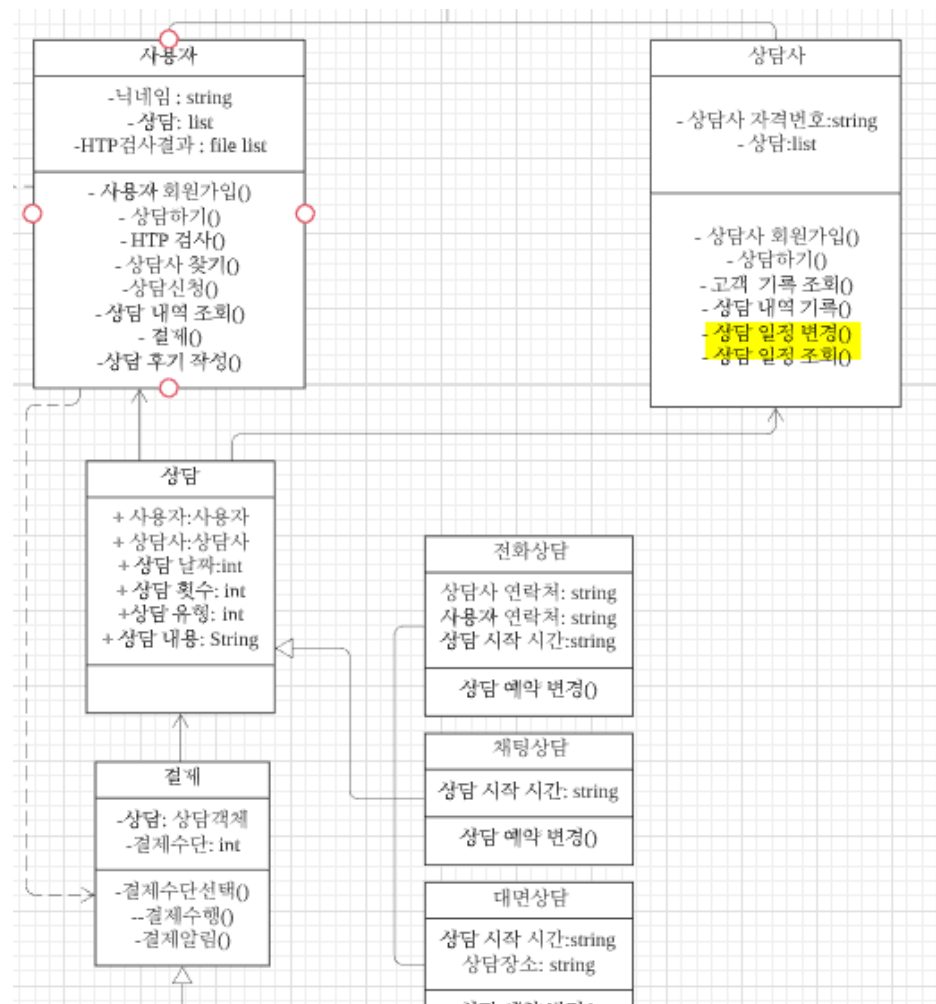 사용자
-닉네임 : string
- 상담: list
-HTP검사결과 : file list
- 사용자 회원가입()
- 상담하기()
- HTP 검사()
- 상담사 찾기()
-상담신청()
- 상담 내역 조회()
- 결제()
-상담 후기 작성()
상담사
- 상담사 자격번호:string
- 상담:list
- 상담사 회원가입()
- 상담하기()
- 고객 기록 조회()
- 상담 내역 기록()
- 상담 일정 변경()
- 상담 일정 조회()
상담
+ 사용자:사용자
+ 상담사:상담사
+ 상담 날짜:int
+ 상담 횟수: int
+상담 유형: int
+ 상담 내용: String
전화상담
상담사 연락처: string
사용자 연락처: string
상담 시작 시간:string
상담 예약 변경()
채팅상담
상담 시작 시간: string
상담 예약 변경()
결제
-상담: 상담객체
-결제수단: int
-결제수단선택()
--결제수행()
-결제알림()
대면상담
상담 시작 시간:string
상담장소: string